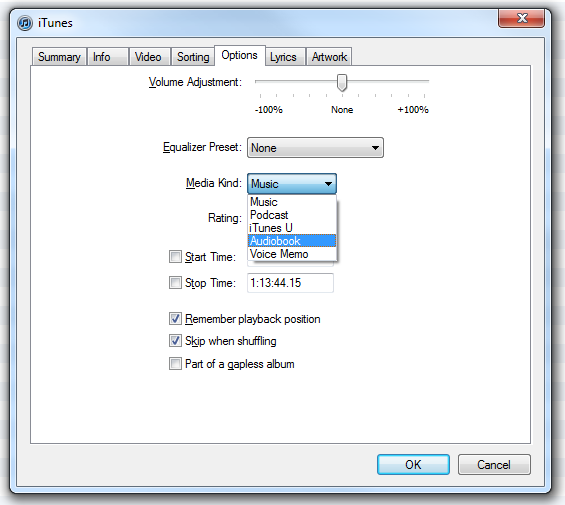 iTunes
Summary Info Video Sorting Options Lyrics Artwork
Volume Adjustment:
-100% None +100%
Equalizer Preset: None
Media Kind: Music
Music
Podcast
Rating:
iTunes U
Audiobook
Voice Memo
Start Time:
Stop Time: 1:13:44.15
Remember playback position
Skip when shuffling
Part of a gapless album
OK Cancel